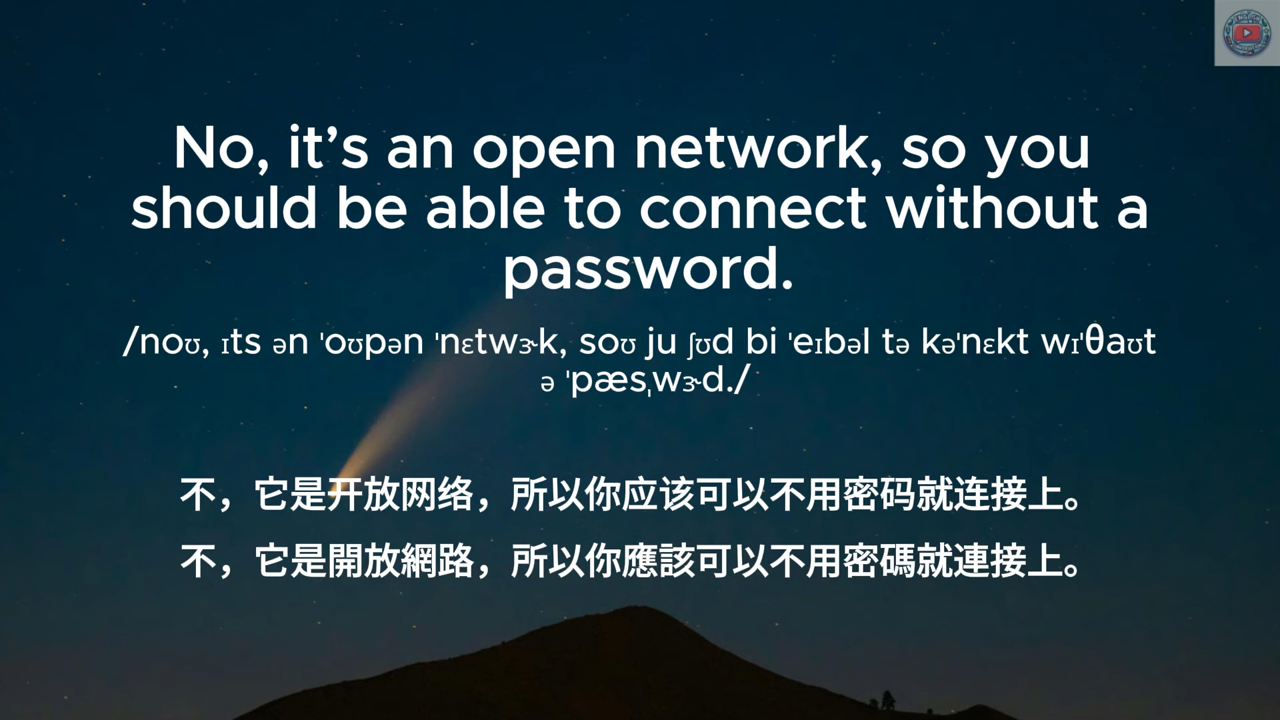 No, it’s an open network, so you
should be able to connect without a
password.
/noʊ, ɪts ən ˈoʊpən ˈnɛtwɝk, soʊ ju ʃʊd bi ˈeɪbəl tə kəˈnɛkt wɪˈθaʊt
ə ˈpæsˌwɝd./
不，它是开放网络，所以你应该可以不用密码就连接上。
不，它是開放網路，所以你應該可以不用密碼就連接上。